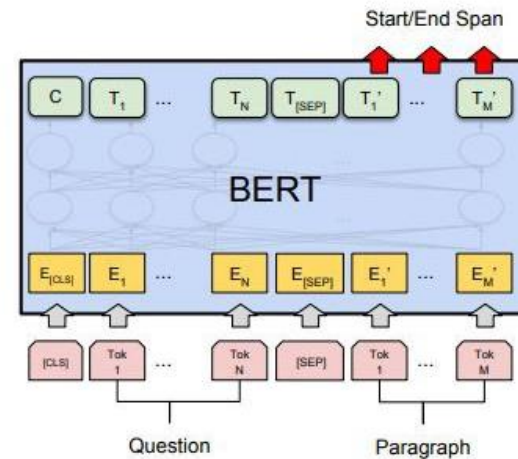 Start/End Span
C T1 ... TN T[SEP] T1' ... TM'
BERT
E[CLS] E1 ... EN E[SEP] E1' ... EM'
[CLS] Tok 1 ... Tok N [SEP] Tok 1 ... Tok M
Question Paragraph